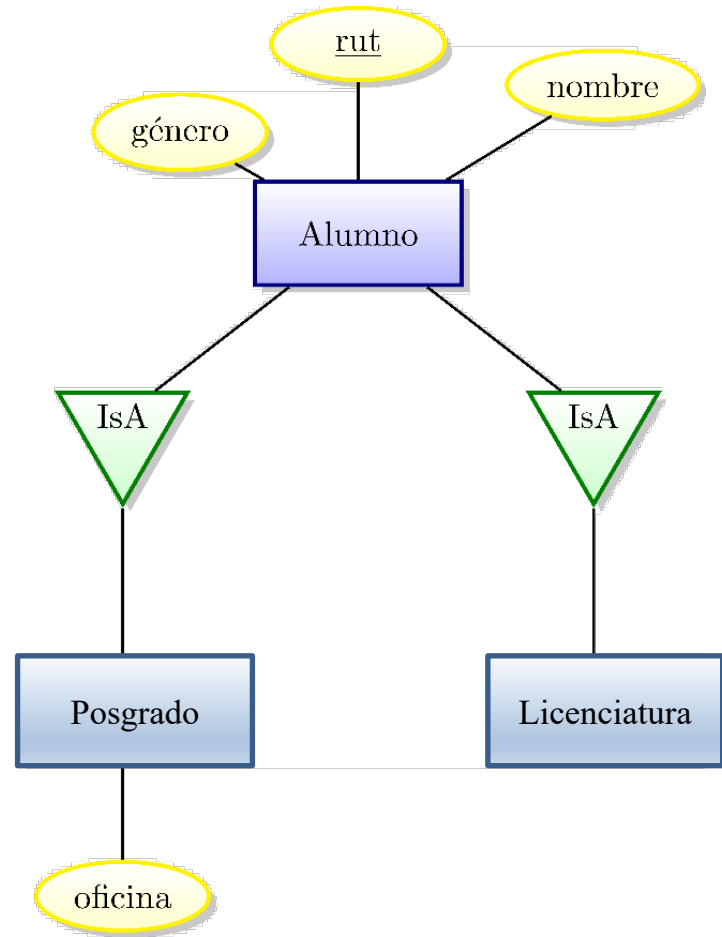 rut
nombre
género
Alumno
IsA
IsA
Posgrado
Licenciatura
oficina